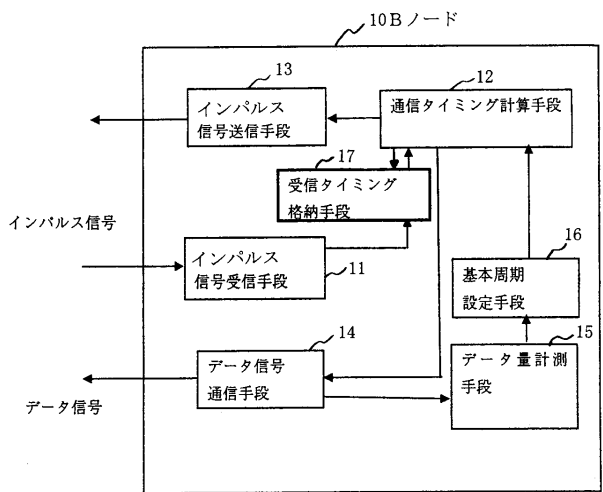 10Bノード
13
インパルス
信号送信手段
12
通信タイミング計算手段
17
受信タイミング
格納手段
インパルス信号
インパルス
信号受信手段
11
16
基本周期
設定手段
14
データ信号
通信手段
15
データ量計測
手段
データ信号